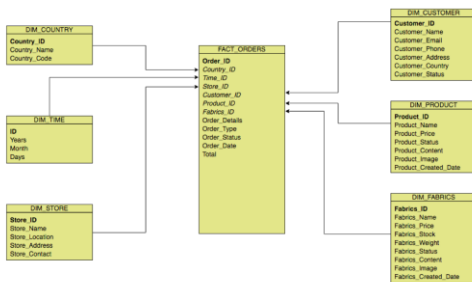 DIM_COUNTRY
Country_ID
Country_Name
Country_Code
DIM_TIME
ID
Years
Month
Days
DIM_STORE
Store_ID
Store_Name
Store_Location
Store_Address
Store_Contact
FACT_ORDERS
Order_ID
Country_ID
Time_ID
Store_ID
Customer_ID
Product_ID
Fabrics_ID
Order_Details
Order_Type
Order_Status
Order_Date
Total
DIM_CUSTOMER
Customer_ID
Customer_Name
Customer_Email
Customer_Phone
Customer_Address
Customer_Country
Customer_Status
DIM_PRODUCT
Product_ID
Product_Name
Product_Price
Product_Status
Product_Content
Product_Image
Product_Created_Date
DIM_FABRICS
Fabrics_ID
Fabrics_Name
Fabrics_Price
Fabrics_Stock
Fabrics_Weight
Fabrics_Status
Fabrics_Content
Fabrics_Image
Fabrics_Created_Date